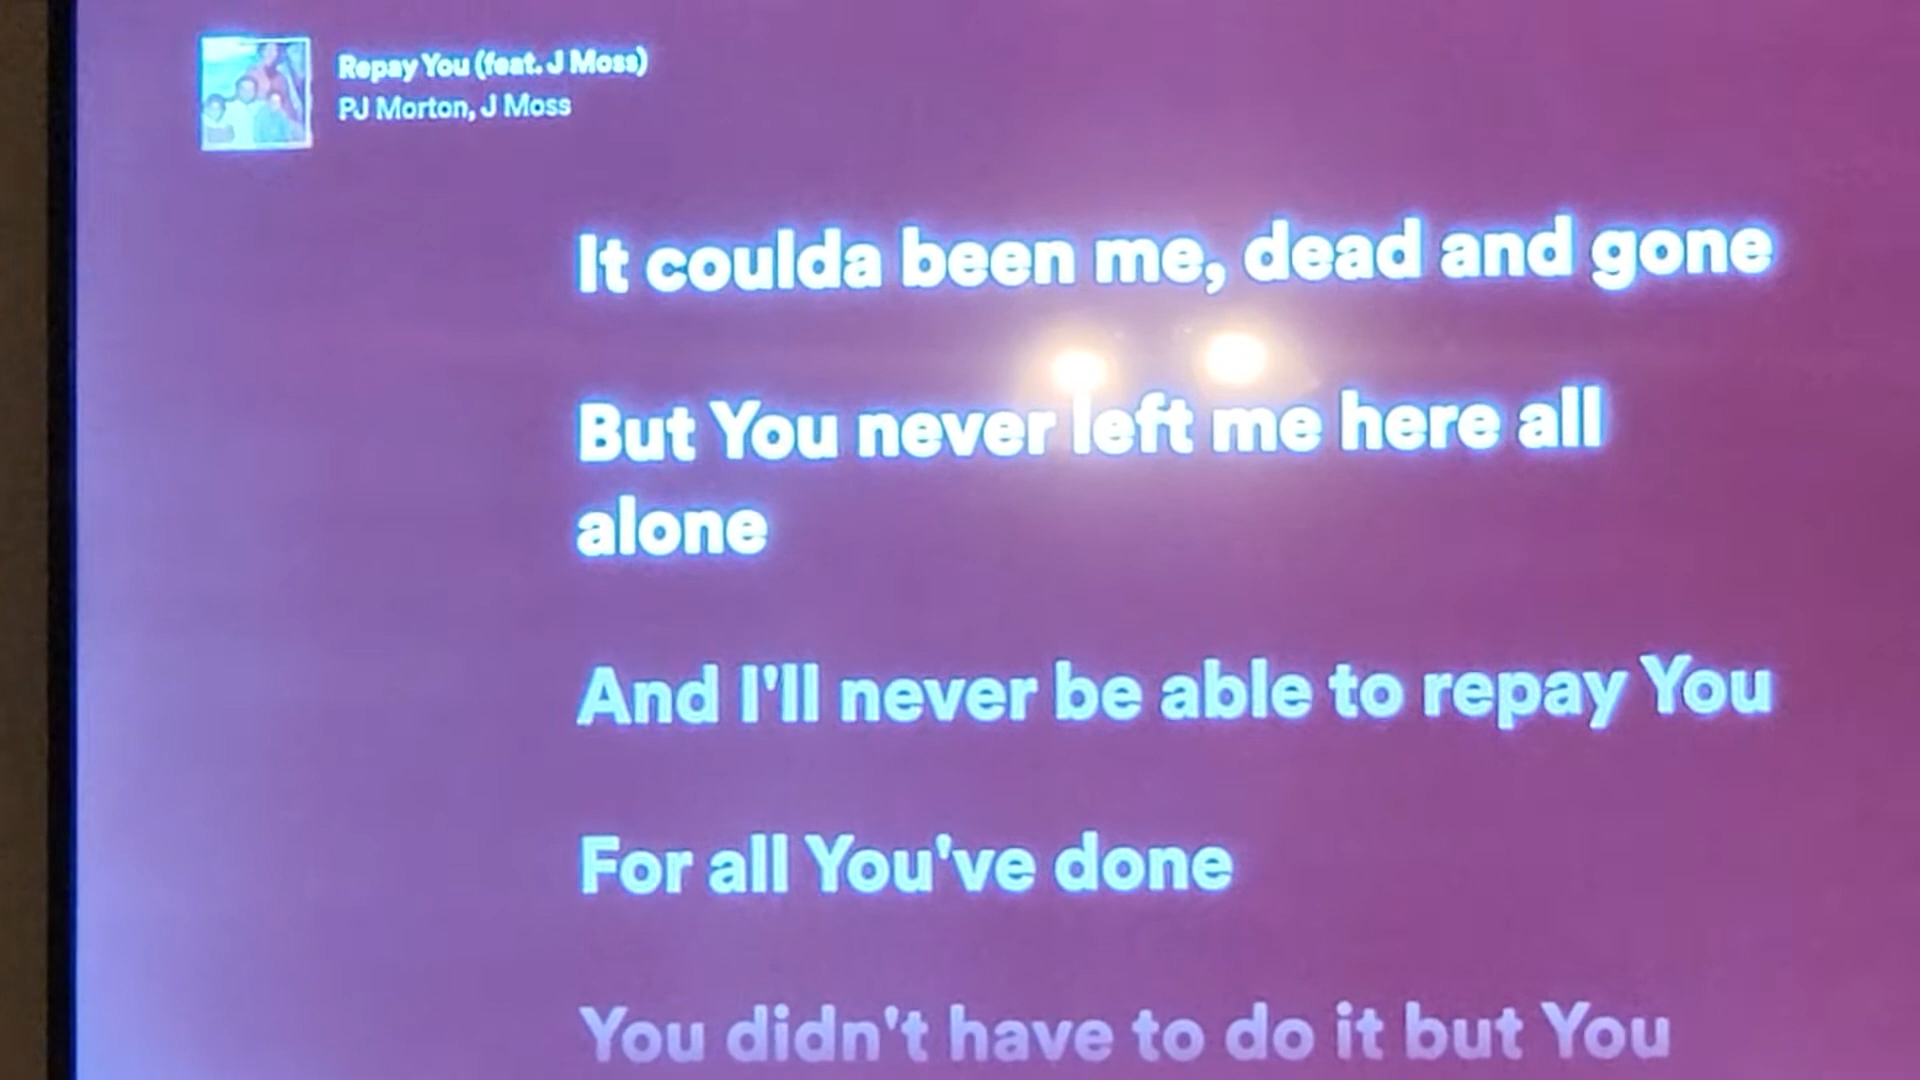 Repay You (feat. J Moss)
PJ Morton, J Moss
It coulda been me, dead and gone
But You never left me here all
alone
And I'll never be able to repay You
For all You've done
You didn't have to do it but You